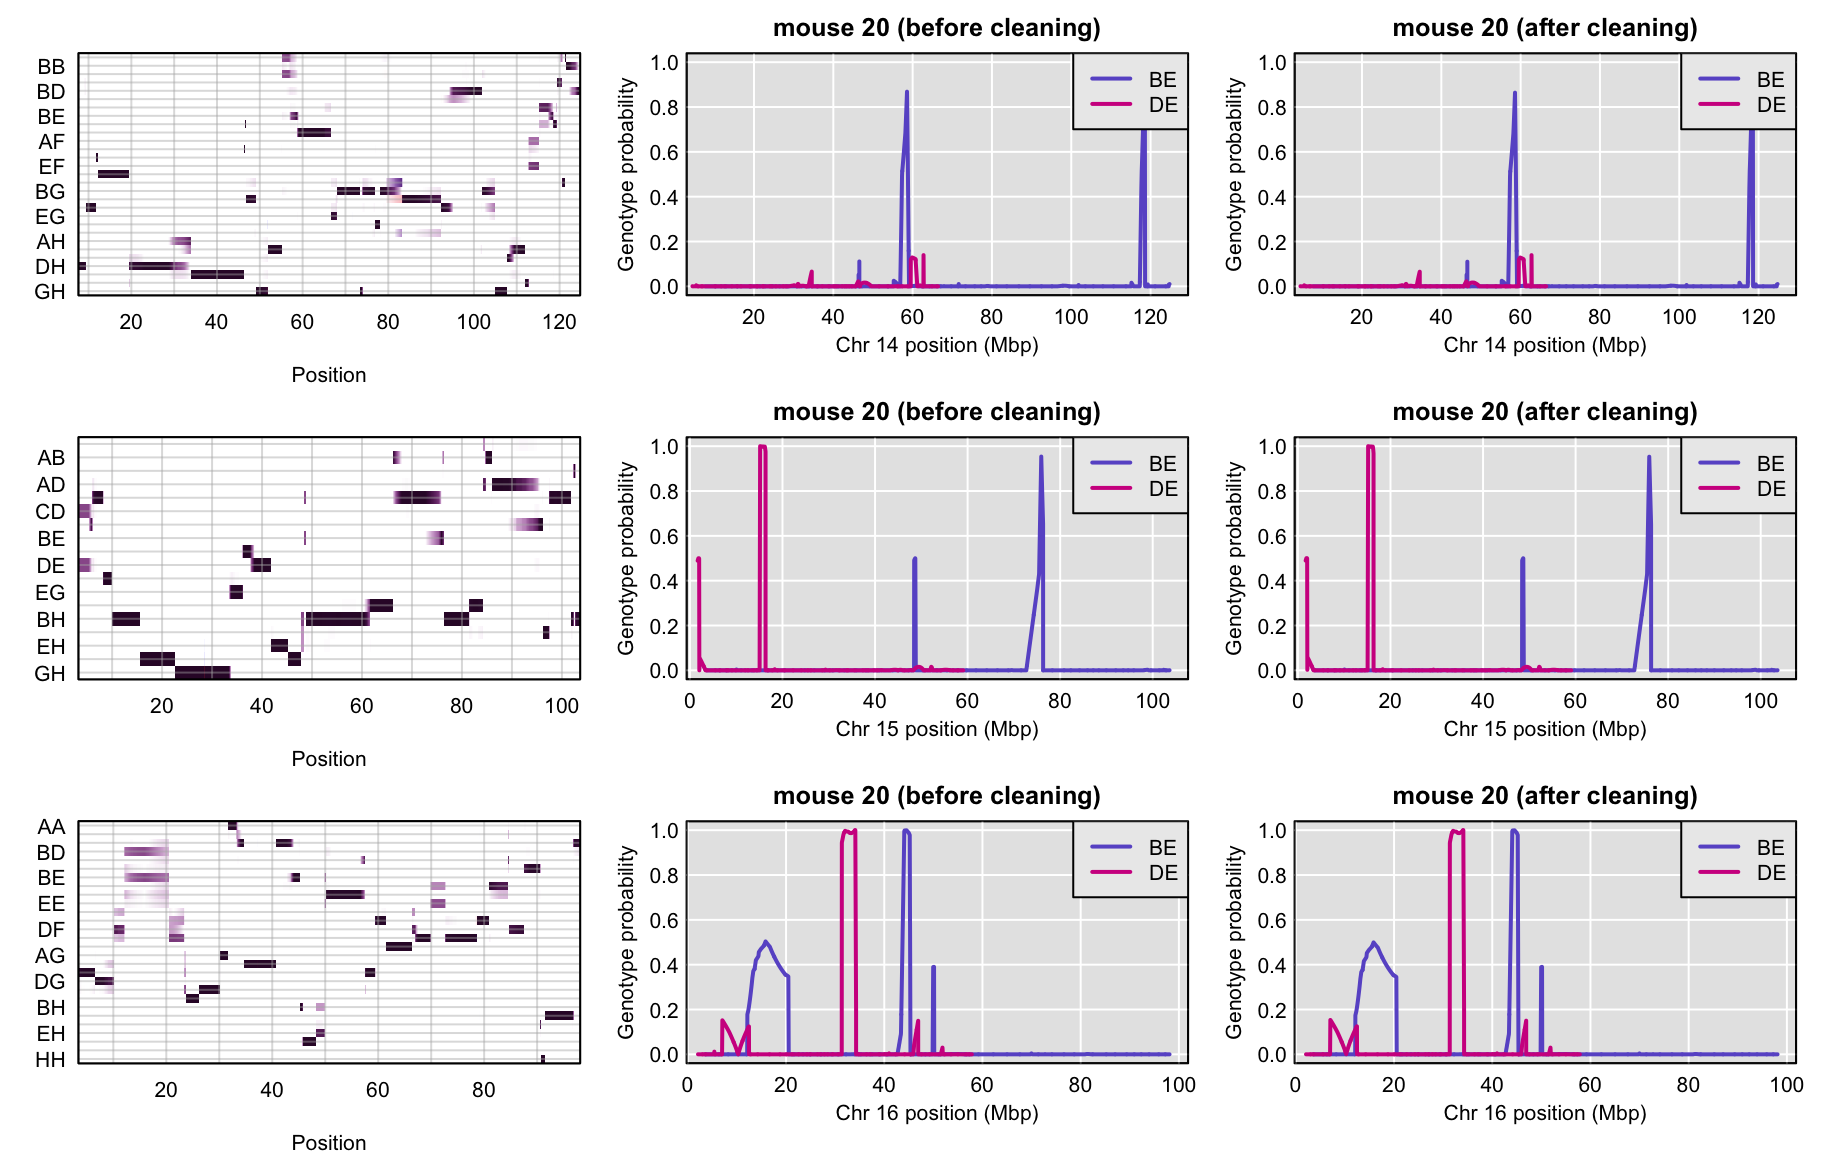 BB
BD
BE
AF
EF
BG
EG
AH
DH
GH
20 40 60 80 100 120
Position
mouse 20 (before cleaning)
Genotype probability
1.0
0.8
0.6
0.4
0.2
0.0
BE
DE
20 40 60 80 100 120
Chr 14 position (Mbp)
mouse 20 (after cleaning)
Genotype probability
1.0
0.8
0.6
0.4
0.2
0.0
BE
DE
20 40 60 80 100 120
Chr 14 position (Mbp)
AB
AD
CD
BE
DE
EG
BH
EH
GH
20 40 60 80 100
Position
mouse 20 (before cleaning)
Genotype probability
1.0
0.8
0.6
0.4
0.2
0.0
BE
DE
0 20 40 60 80 100
Chr 15 position (Mbp)
mouse 20 (after cleaning)
Genotype probability
1.0
0.8
0.6
0.4
0.2
0.0
BE
DE
0 20 40 60 80 100
Chr 15 position (Mbp)
AA
BD
BE
EE
DF
AG
DG
BH
EH
HH
20 40 60 80
Position
mouse 20 (before cleaning)
Genotype probability
1.0
0.8
0.6
0.4
0.2
0.0
BE
DE
0 20 40 60 80 100
Chr 16 position (Mbp)
mouse 20 (after cleaning)
Genotype probability
1.0
0.8
0.6
0.4
0.2
0.0
BE
DE
0 20 40 60 80 100
Chr 16 position (Mbp)